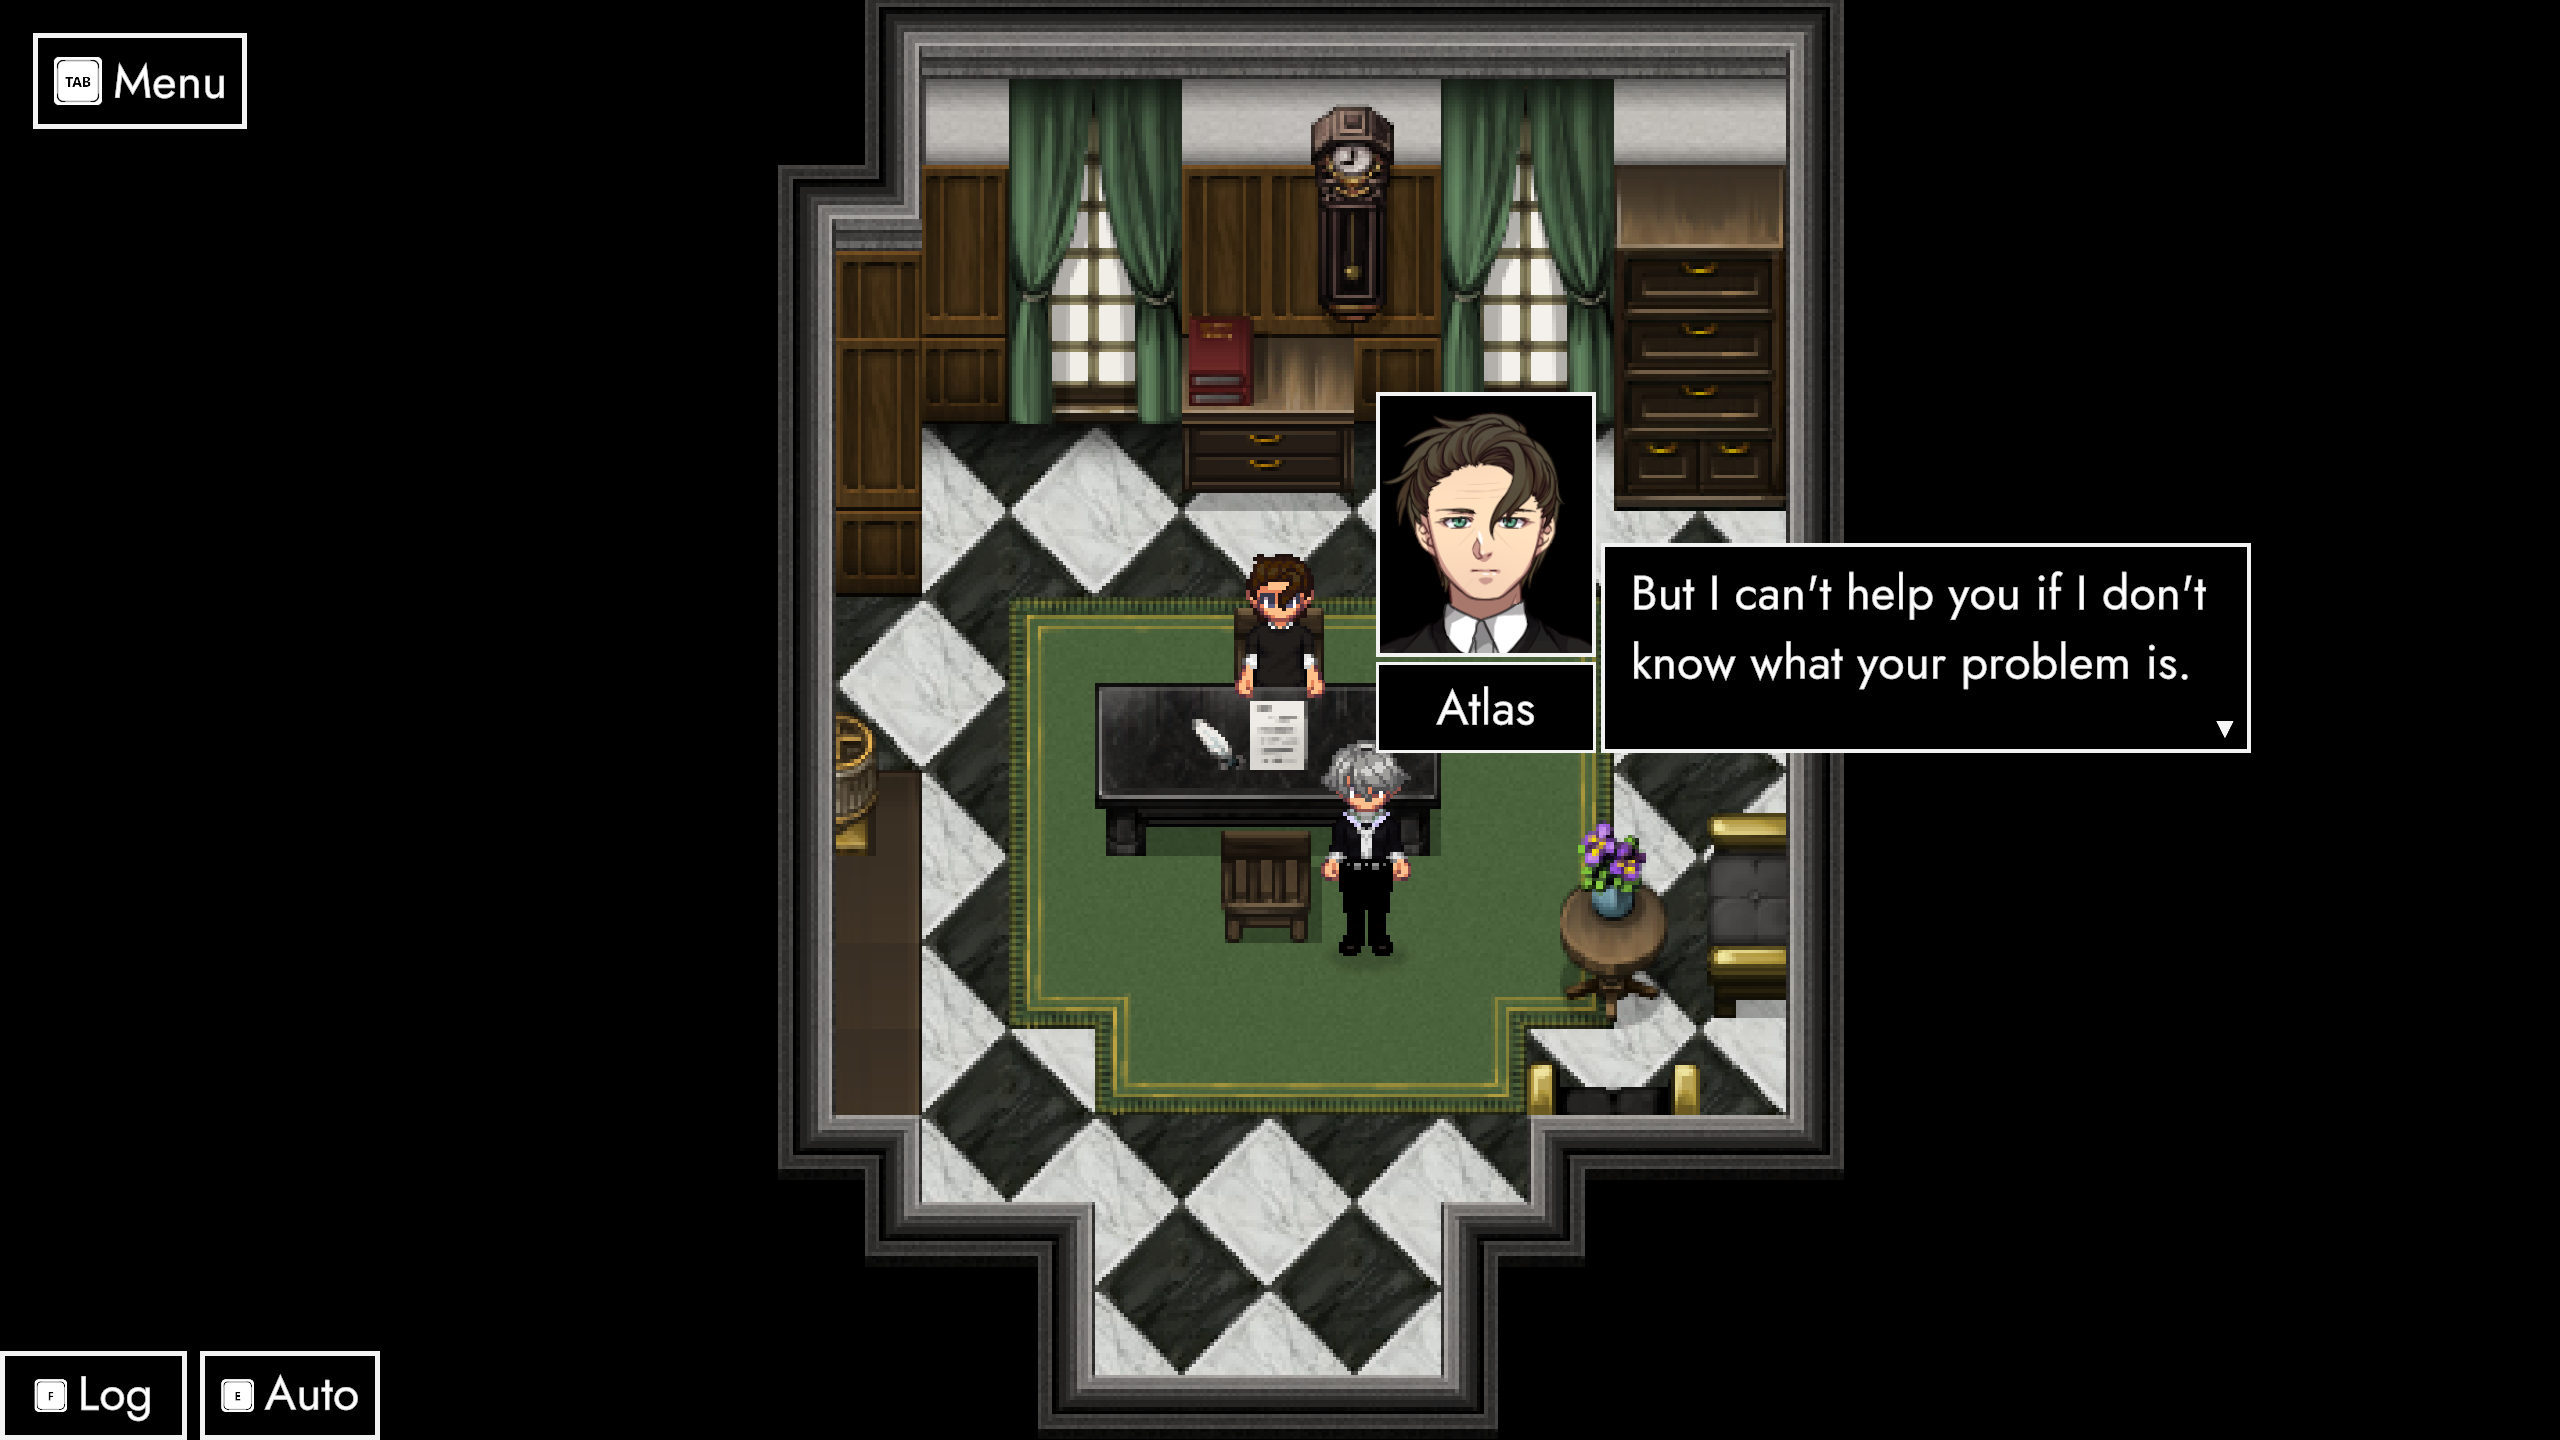 TAB Menu
But I can't help you if I don't
know what your problem is.
Atlas
F Log
E Auto